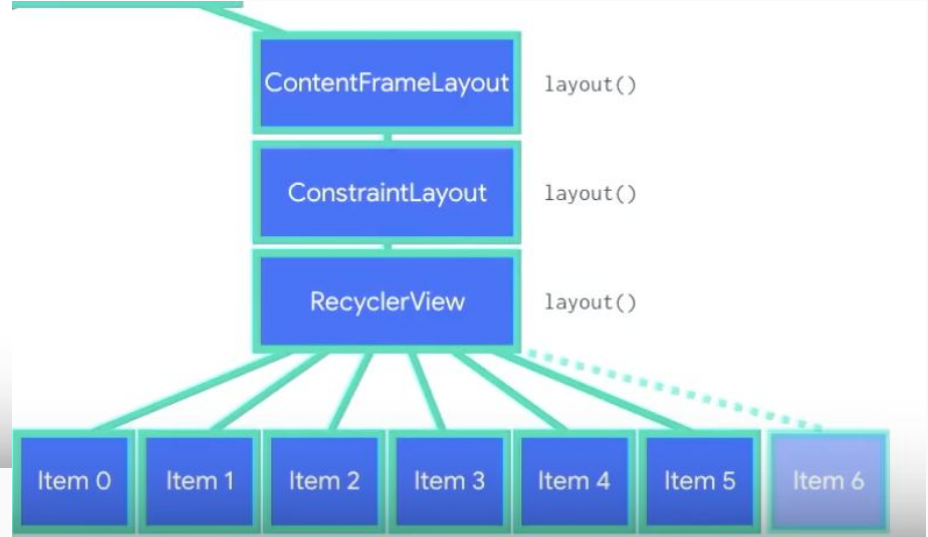 ContentFrameLayout layout()
ConstraintLayout layout()
RecyclerView layout()
Item 0 Item 1 Item 2 Item 3 Item 4 Item 5 Item 6